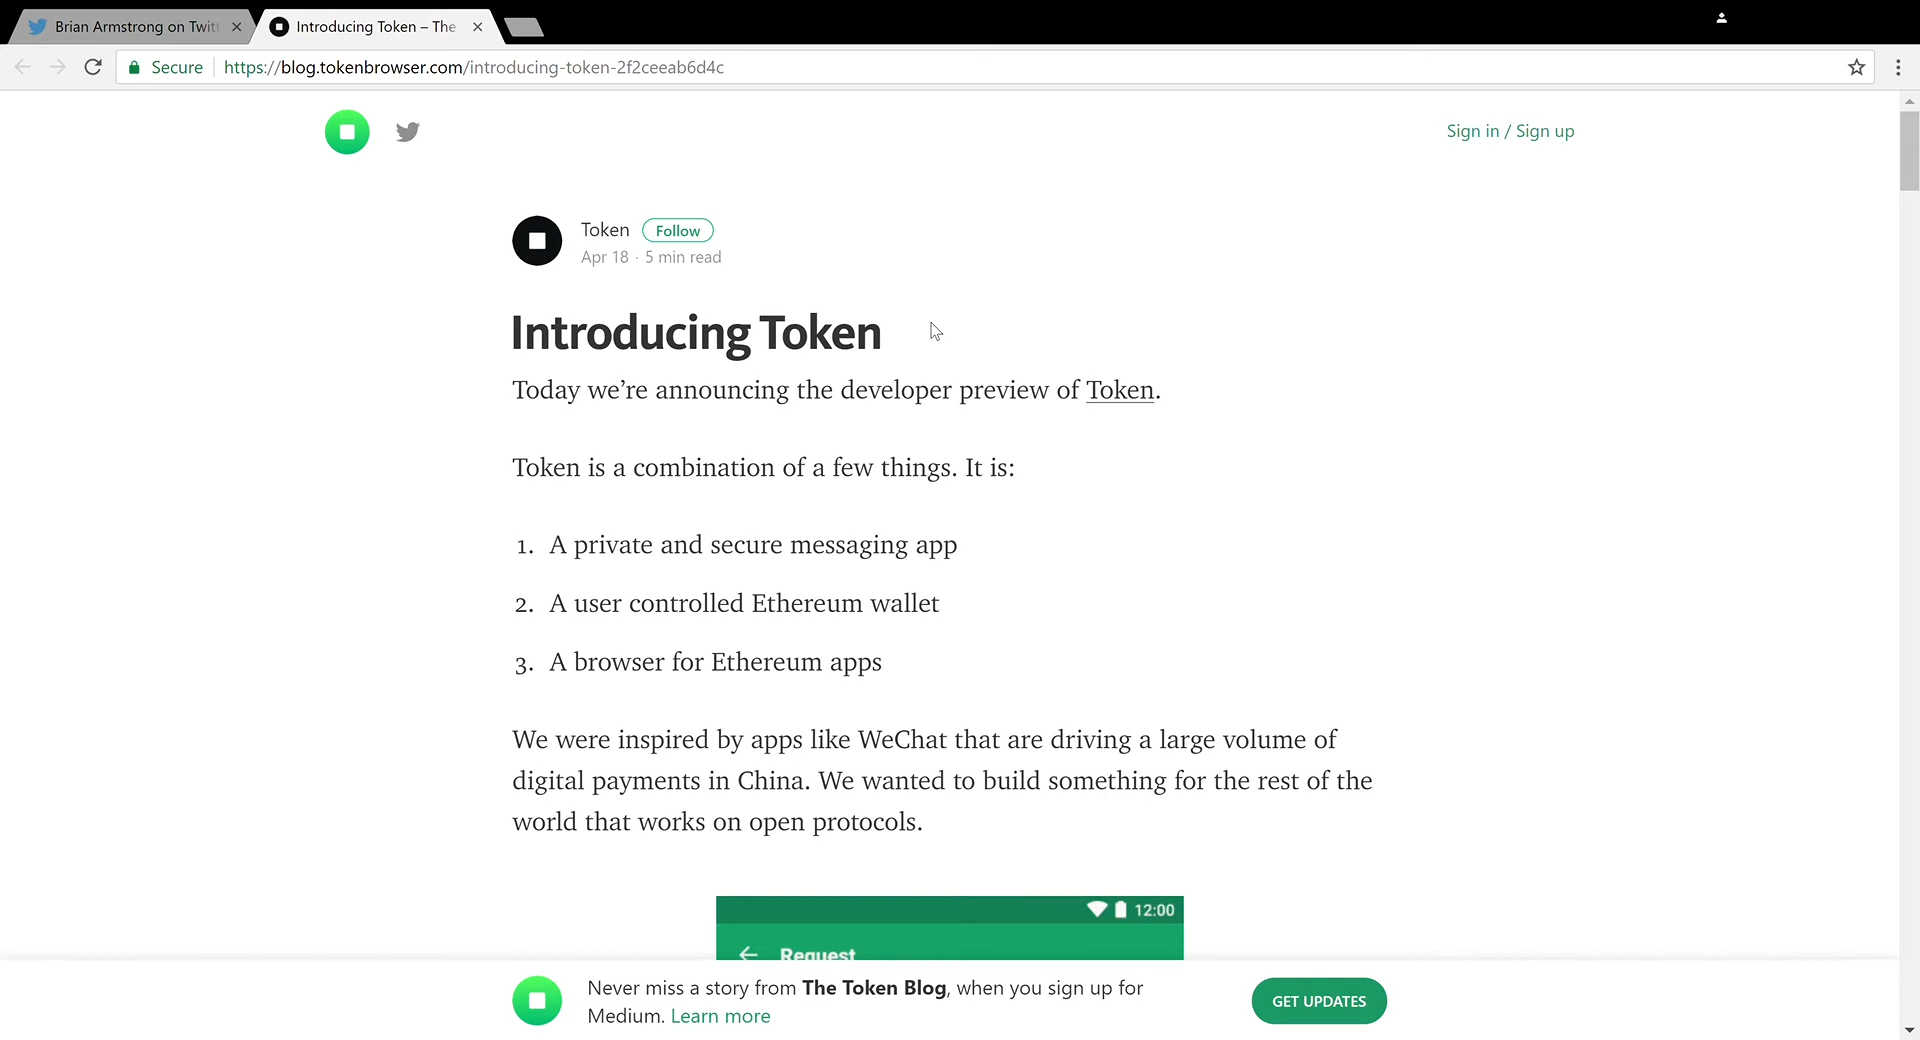 Brian Armstrong on Twit
Introducing Token – The
Secure
https://blog.tokenbrowser.com/introducing-token-2f2ceeab6d4c
Sign in / Sign up
Token
Follow
Apr 18 · 5 min read
Introducing Token
Today we’re announcing the developer preview of Token.
Token is a combination of a few things. It is:
1. A private and secure messaging app
2. A user controlled Ethereum wallet
3. A browser for Ethereum apps
We were inspired by apps like WeChat that are driving a large volume of
digital payments in China. We wanted to build something for the rest of the
world that works on open protocols.
12:00
Request
Never miss a story from The Token Blog, when you sign up for
Medium. Learn more
GET UPDATES